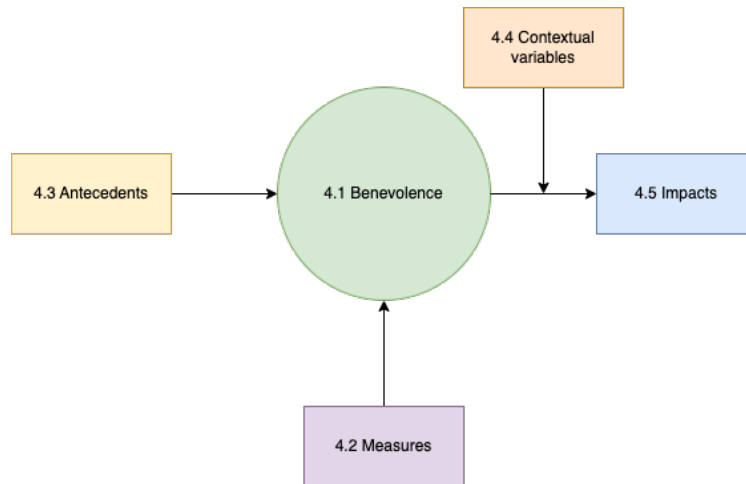 4.4 Contextual
variables
4.3 Antecedents
4.1 Benevolence
4.5 Impacts
4.2 Measures